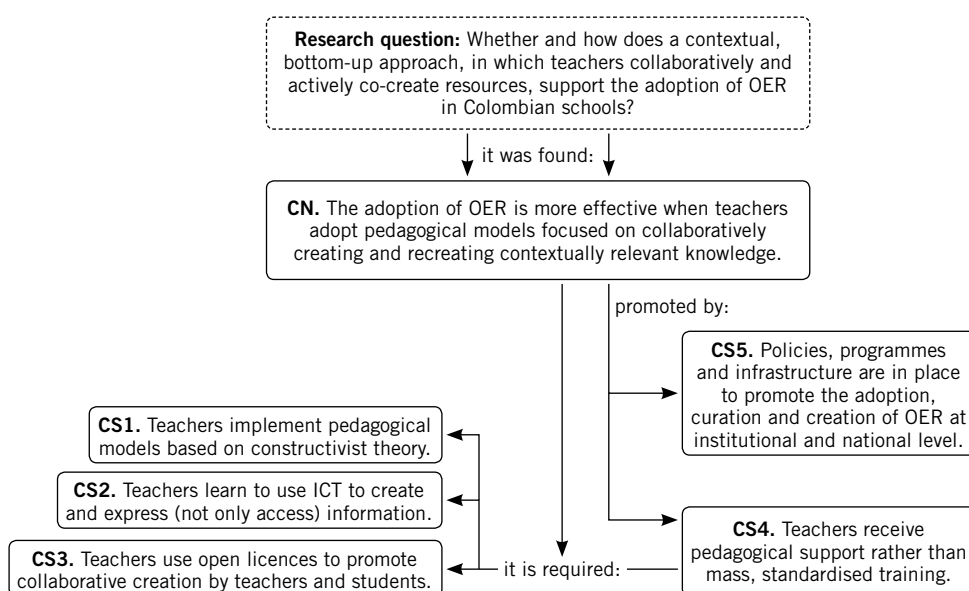 Research question: Whether and how does a contextual,
bottom-up approach, in which teachers collaboratively and
actively co-create resources, support the adoption of OER
in Colombian schools?
it was found:
CN. The adoption of OER is more effective when teachers
adopt pedagogical models focused on collaboratively
creating and recreating contextually relevant knowledge.
promoted by:
CS5. Policies, programmes
and infrastructure are in place
to promote the adoption,
curation and creation of OER at
institutional and national level.
CS1. Teachers implement pedagogical
models based on constructivist theory.
CS2. Teachers learn to use ICT to create
and express (not only access) information.
CS3. Teachers use open licences to promote
collaborative creation by teachers and students.
it is required:
CS4. Teachers receive
pedagogical support rather than
mass, standardised training.